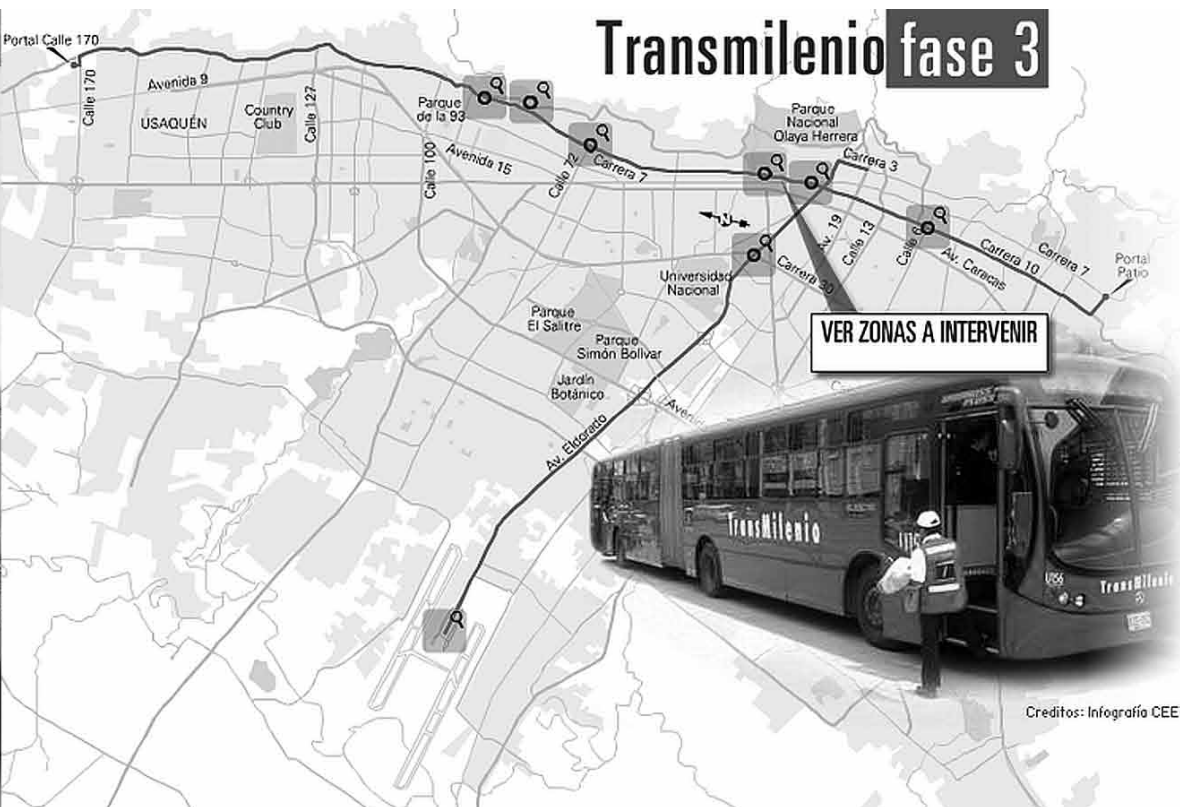 Transmilenio fase 3
Portal Calle 170
Calle 170
Avenida 9
USAQUÉN
Country
Club
Calle 127
Parque
de la 93
Calle 100
Avenida 15
Calle 72
Carrera 7
Parque
Nacional
Olaya Herrera
Carrera 3
N
Av. 19
Calle 13
Calle 6
Carrera 10
Carrera 7
Av. Caracas
Portal
Patio
Universidad
Nacional
Carrera 30
Parque
El Salitre
Parque
Simón Bolívar
Jardín
Botánico
Av. Eldorado
VER ZONAS A INTERVENIR
TransMilenio
U156
TransMilenio
Creditos: Infografía CEE